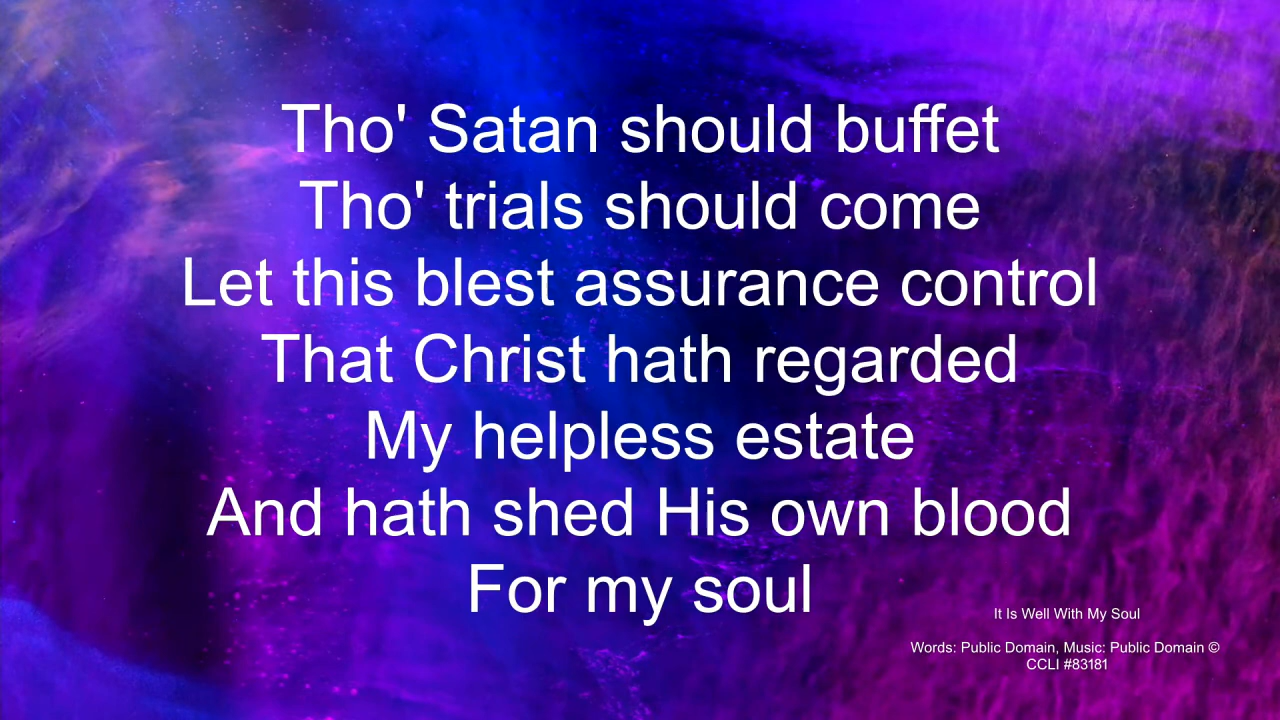 Tho' Satan should buffet
Tho' trials should come
Let this blest assurance control
That Christ hath regarded
My helpless estate
And hath shed His own blood
For my soul
It Is Well With My Soul
Words: Public Domain, Music: Public Domain ©
CCLI #83181